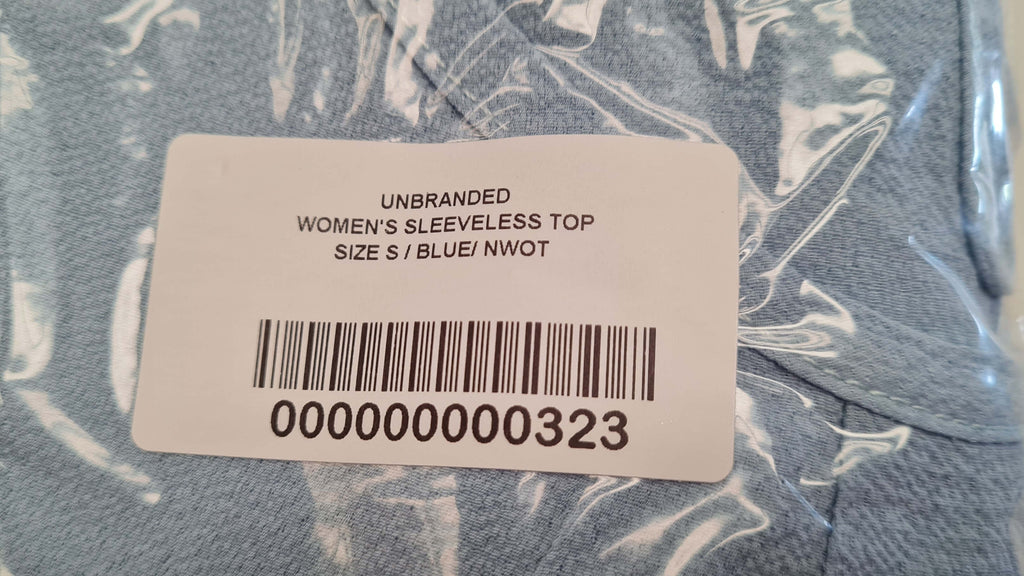 UNBRANDED
WOMEN'S SLEEVELESS TOP
SIZE S / BLUE/ NWOT
000000000323